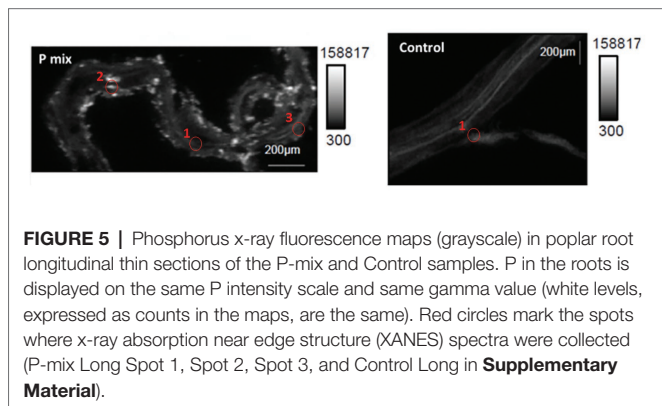 P mix
2
1
3
200µm
158817
300
Control
200µm
1
158817
300
FIGURE 5 | Phosphorus x-ray fluorescence maps (grayscale) in poplar root
longitudinal thin sections of the P-mix and Control samples. P in the roots is
displayed on the same P intensity scale and same gamma value (white levels,
expressed as counts in the maps, are the same). Red circles mark the spots
where x-ray absorption near edge structure (XANES) spectra were collected
(P-mix Long Spot 1, Spot 2, Spot 3, and Control Long in Supplementary
Material).